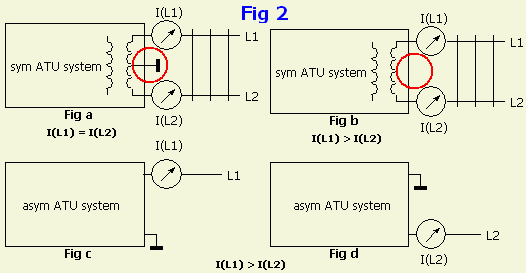 Fig 2
I(L1)
I(L1)
L1
L1
sym ATU system
sym ATU system
L2
L2
Fig a
I(L2)
Fig b
I(L2)
I(L1) = I(L2)
I(L1) > I(L2)
I(L1)
L1
asym ATU system
asym ATU system
L2
Fig c
Fig d
I(L2)
I(L1) > I(L2)